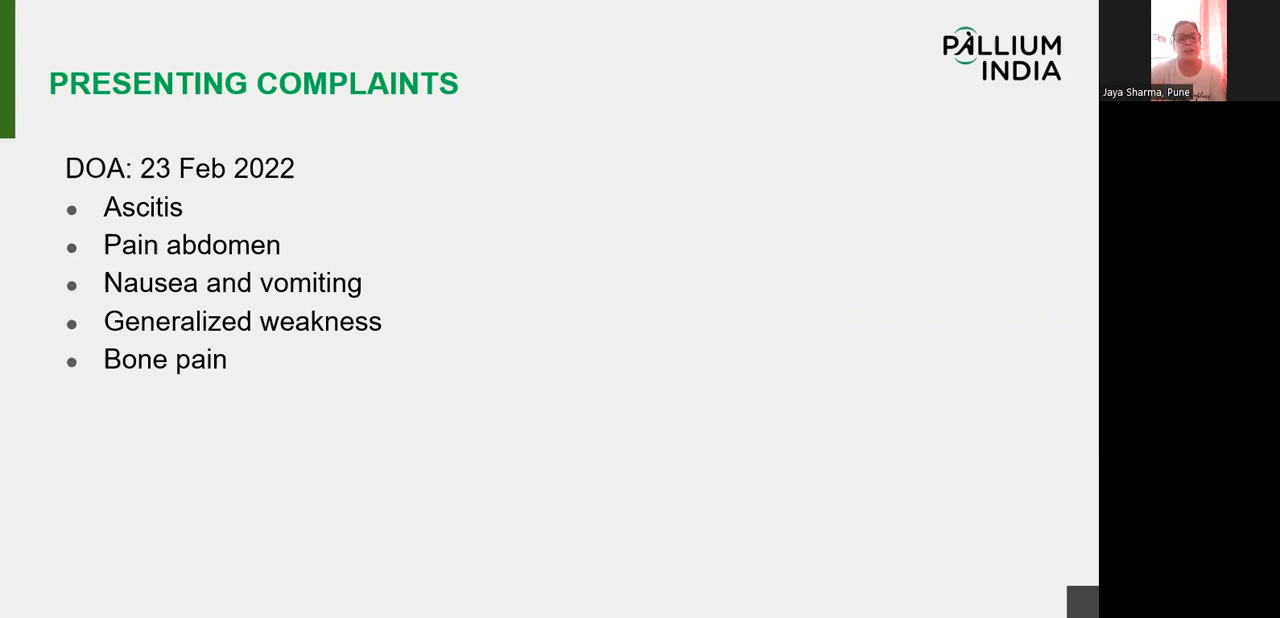 PALLIUM
INDIA
PRESENTING COMPLAINTS
DOA: 23 Feb 2022
● Ascitis
● Pain abdomen
● Nausea and vomiting
● Generalized weakness
● Bone pain
Jaya Sharma, Pune